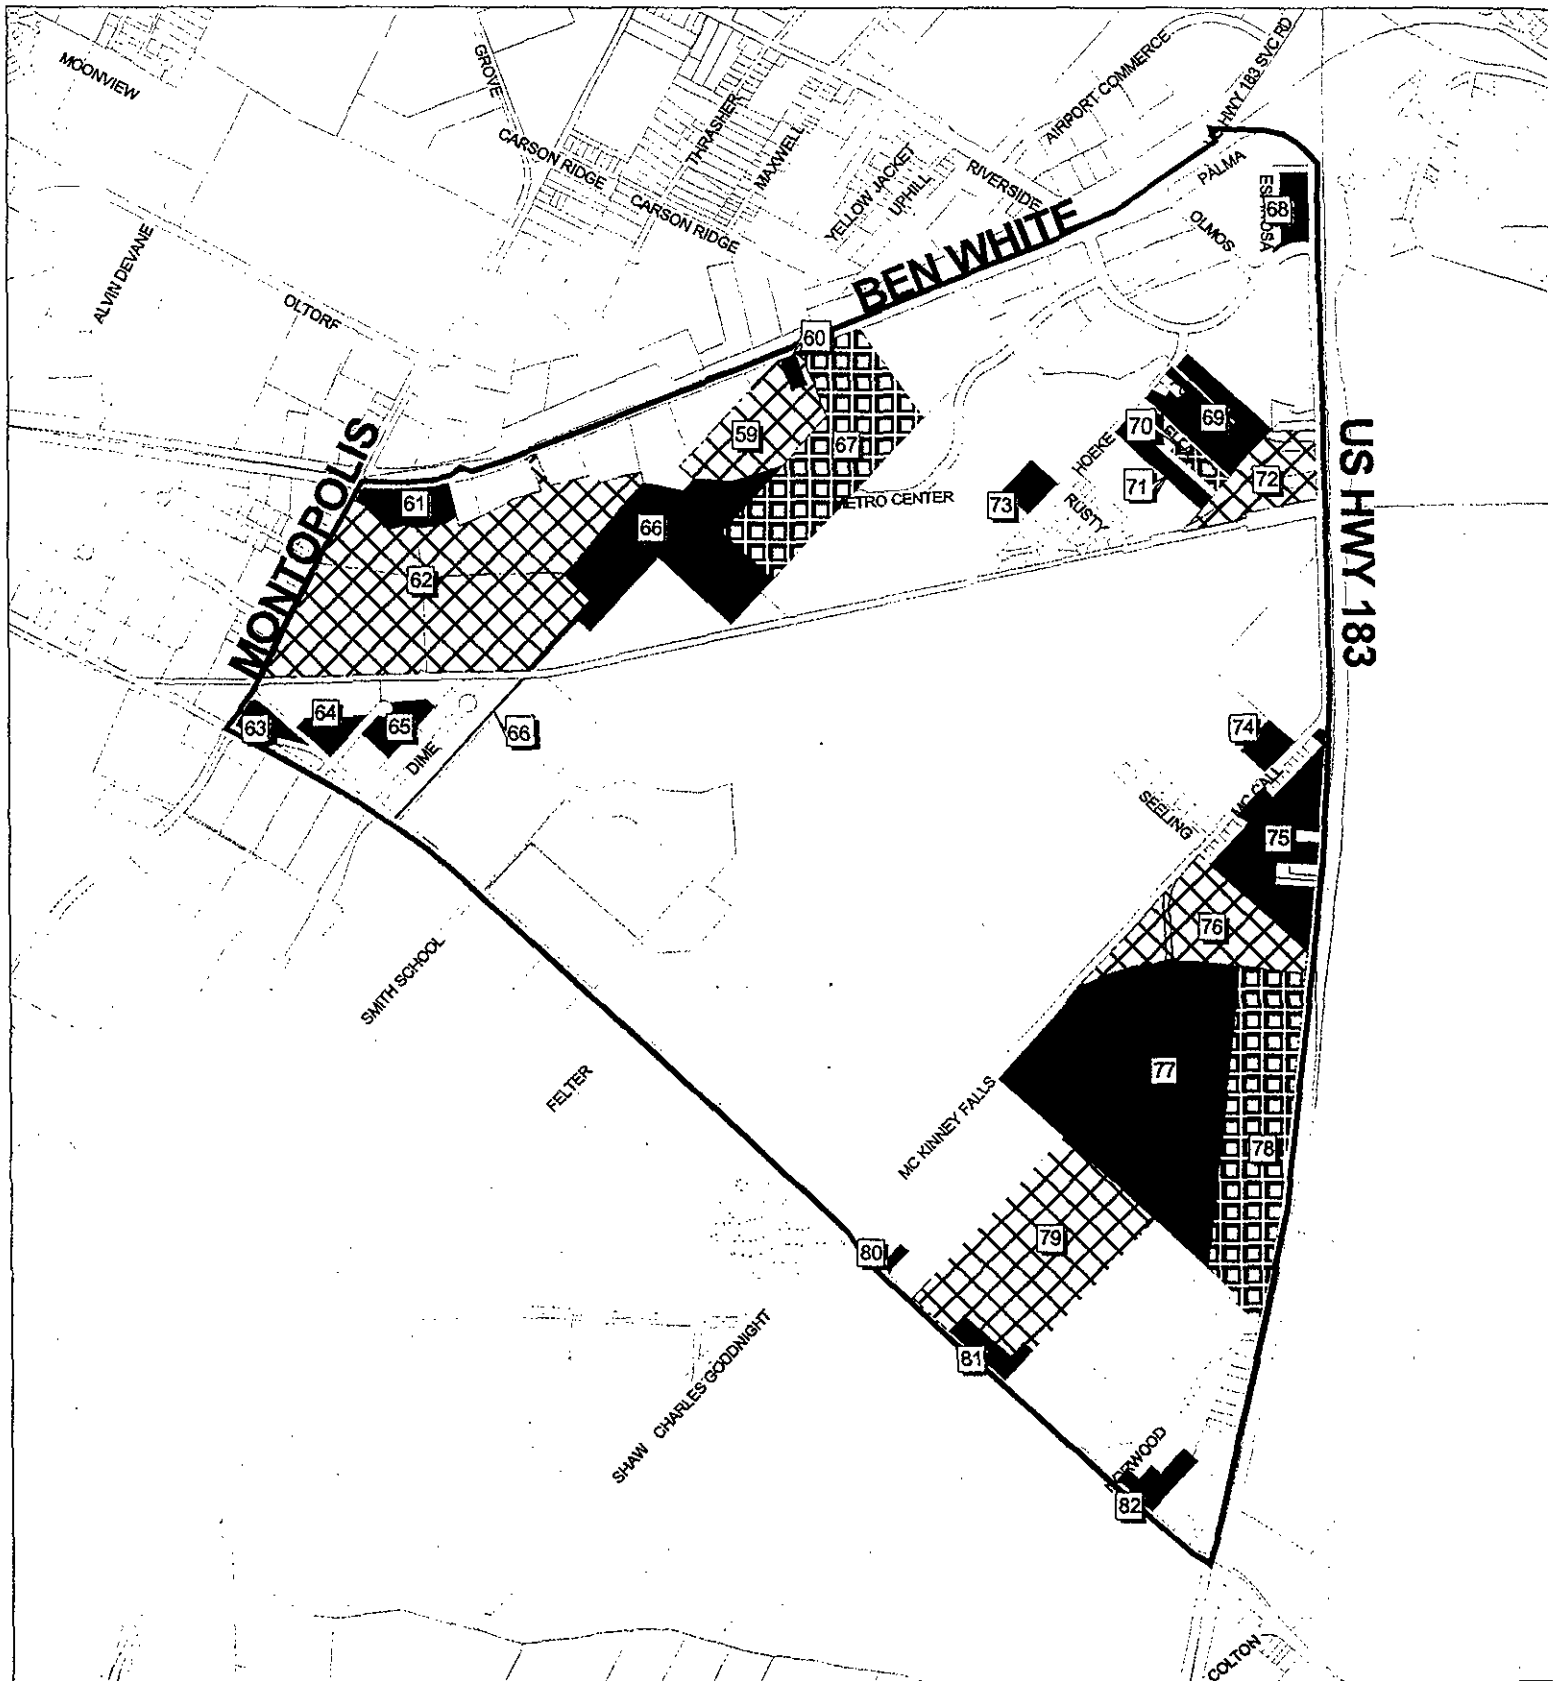 MOONVIEW
GROVE
AIRPORT COMMERCE
HWY 183 SVC RD
THRASHER
CARSON RIDGE
MAXWELL
YELLOW JACKET
UPHILL
RIVERSIDE
PALMA
CARSON RIDGE
68
OLMOS
BEN WHITE
ALVIN DEVANE
OLTORF
60
59
67
70
69
HOEKE
72
71
MONTOPOLIS
61
66
METRO CENTER
73
RUSTY
US HWY 183
62
63
64
65
DIME
66
74
MC CALL
SEELING
75
76
SMITH SCHOOL
77
FELTER
MC KINNEY FALLS
78
79
80
81
SHAW
CHARLES GOODNIGHT
NORWOOD
82
COLTON